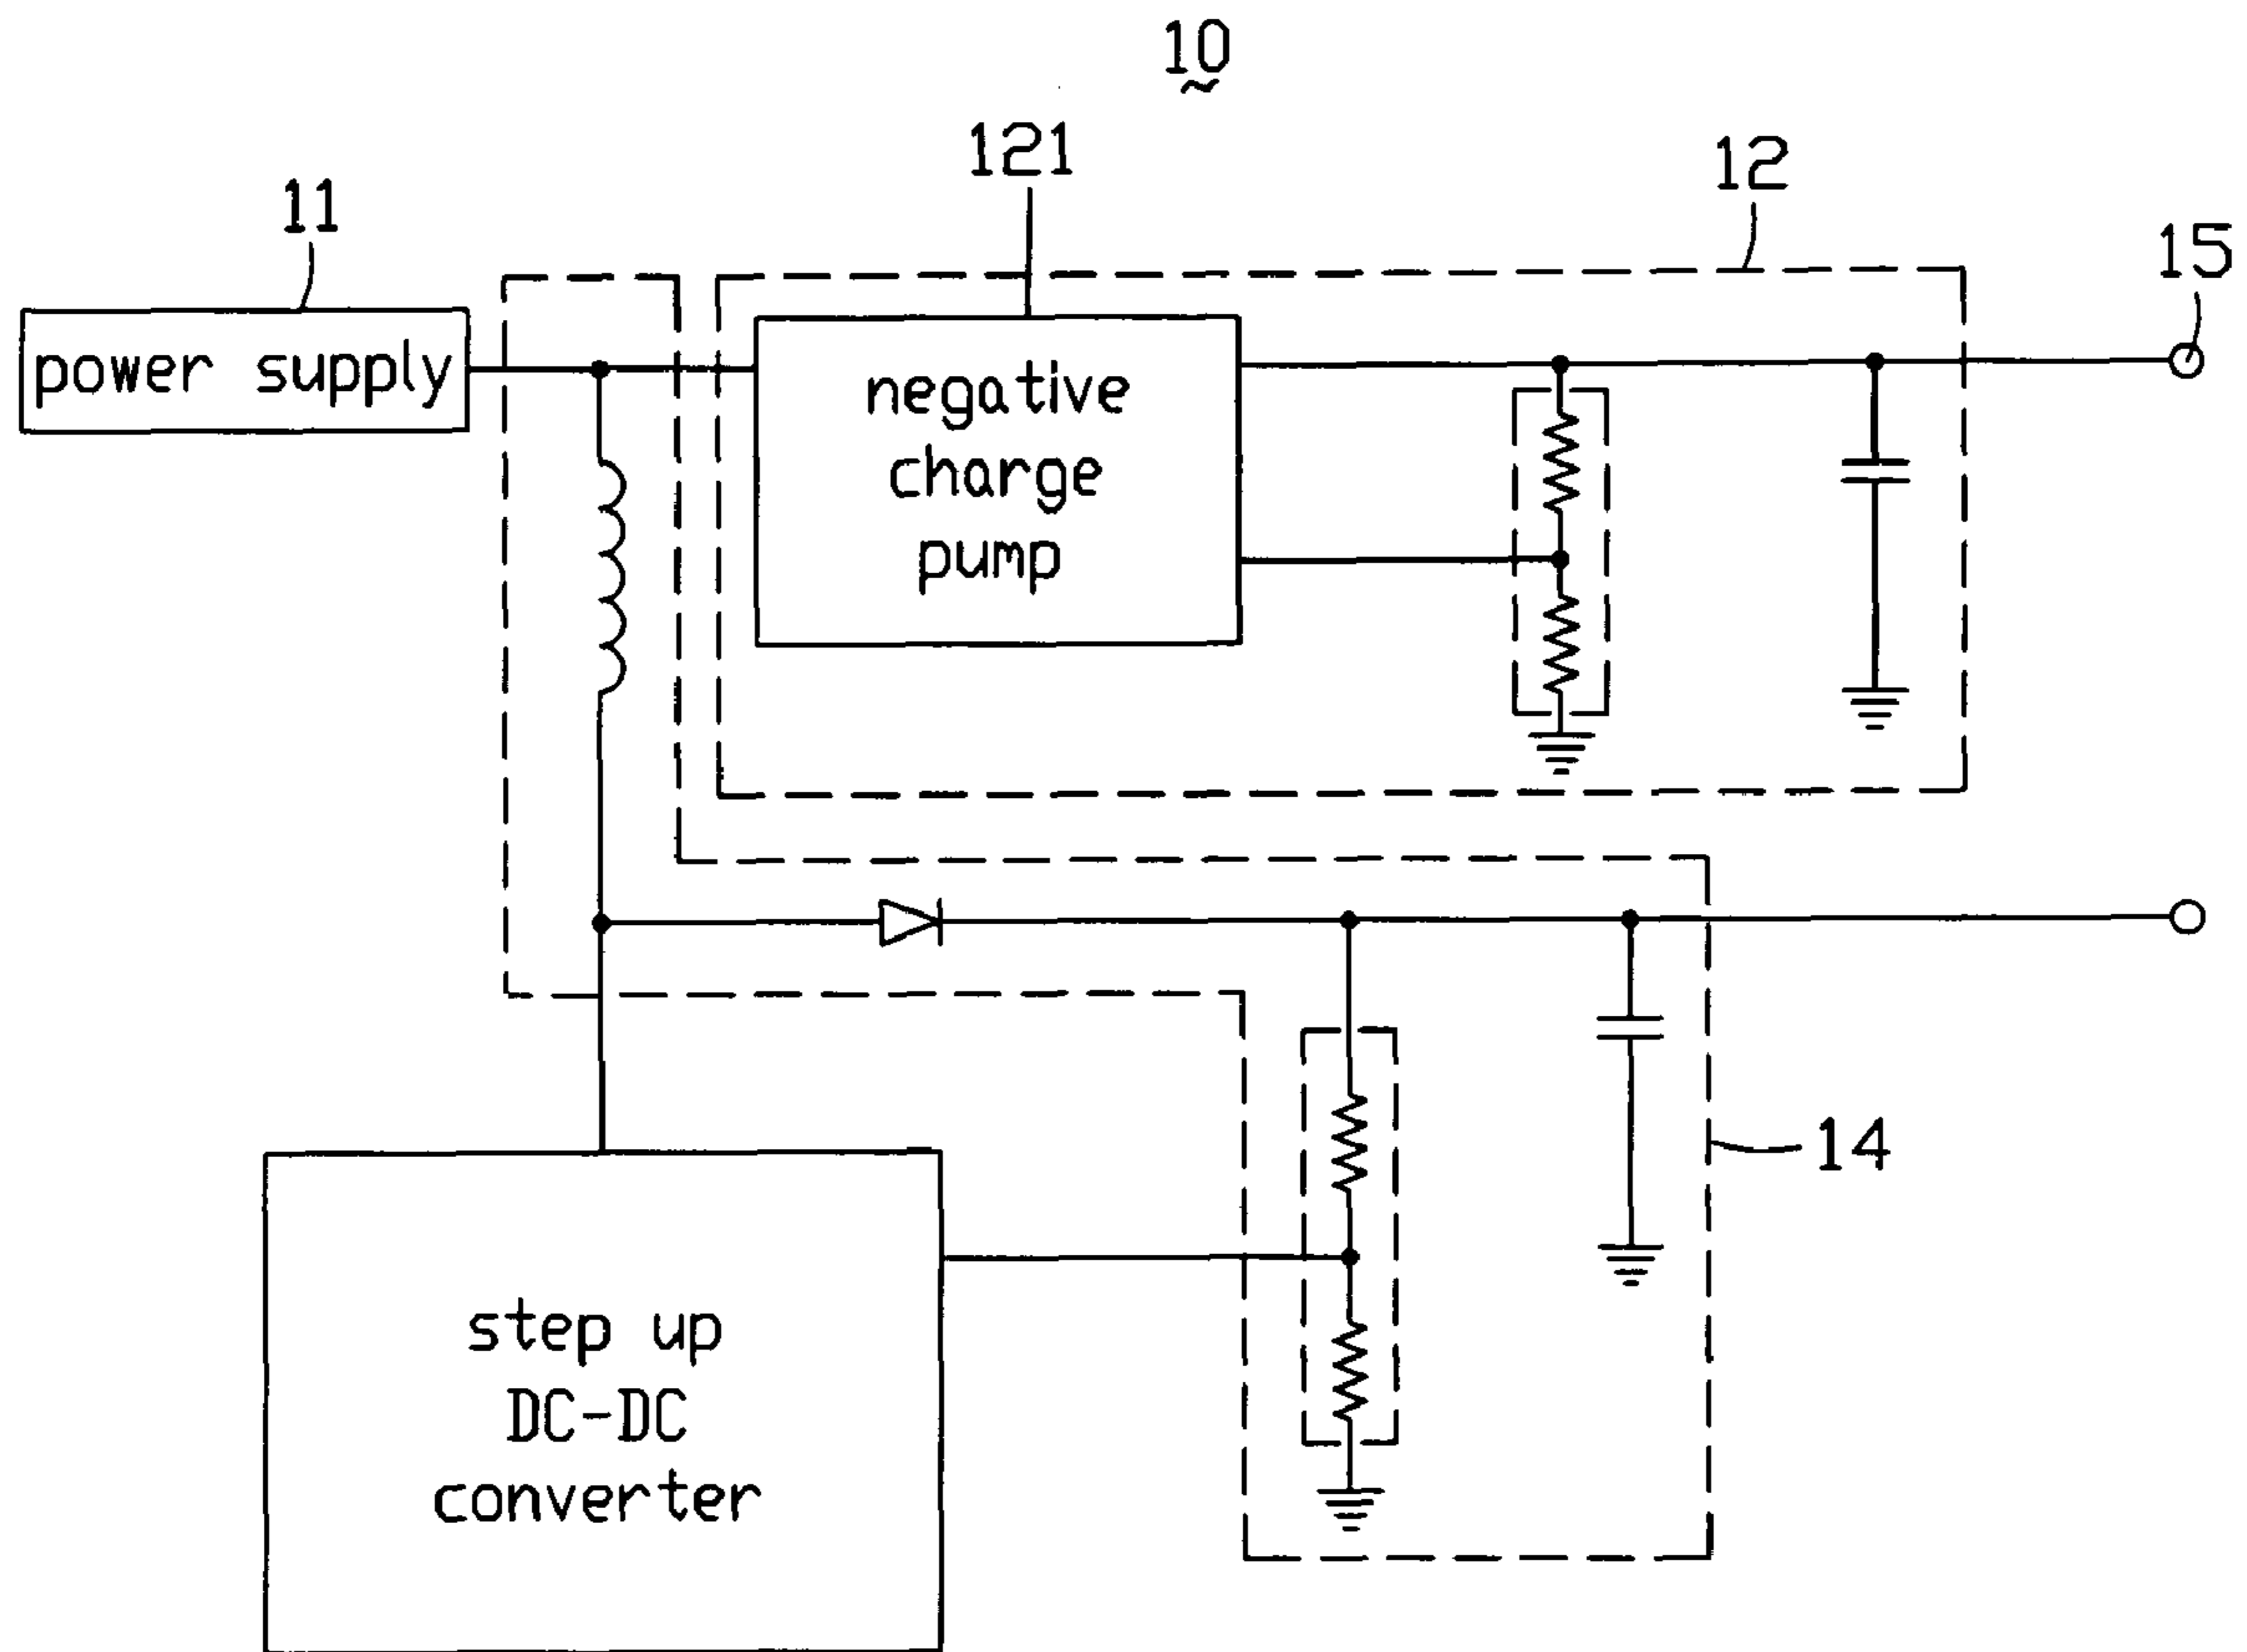 10
121
12
11
15
power supply
negative
charge
pump
14
step up
DC-DC
converter